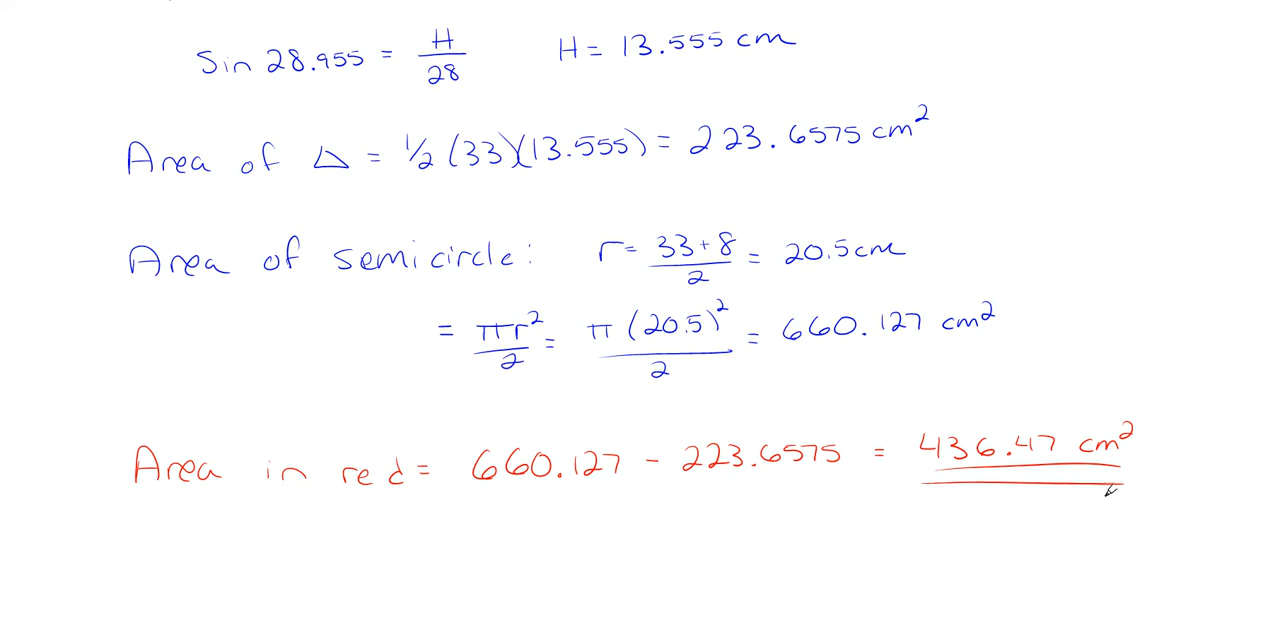 Sin 28.955 = H/28 H = 13.555 cm
Area of △ = 1/2 (33)(13.555) = 223.6575 cm²
Area of semicircle: r = 33+8/2 = 20.5cm
= πr²/2 = π(20.5)²/2 = 660.127 cm²
Area in red = 660.127 - 223.6575 = 436.47 cm²